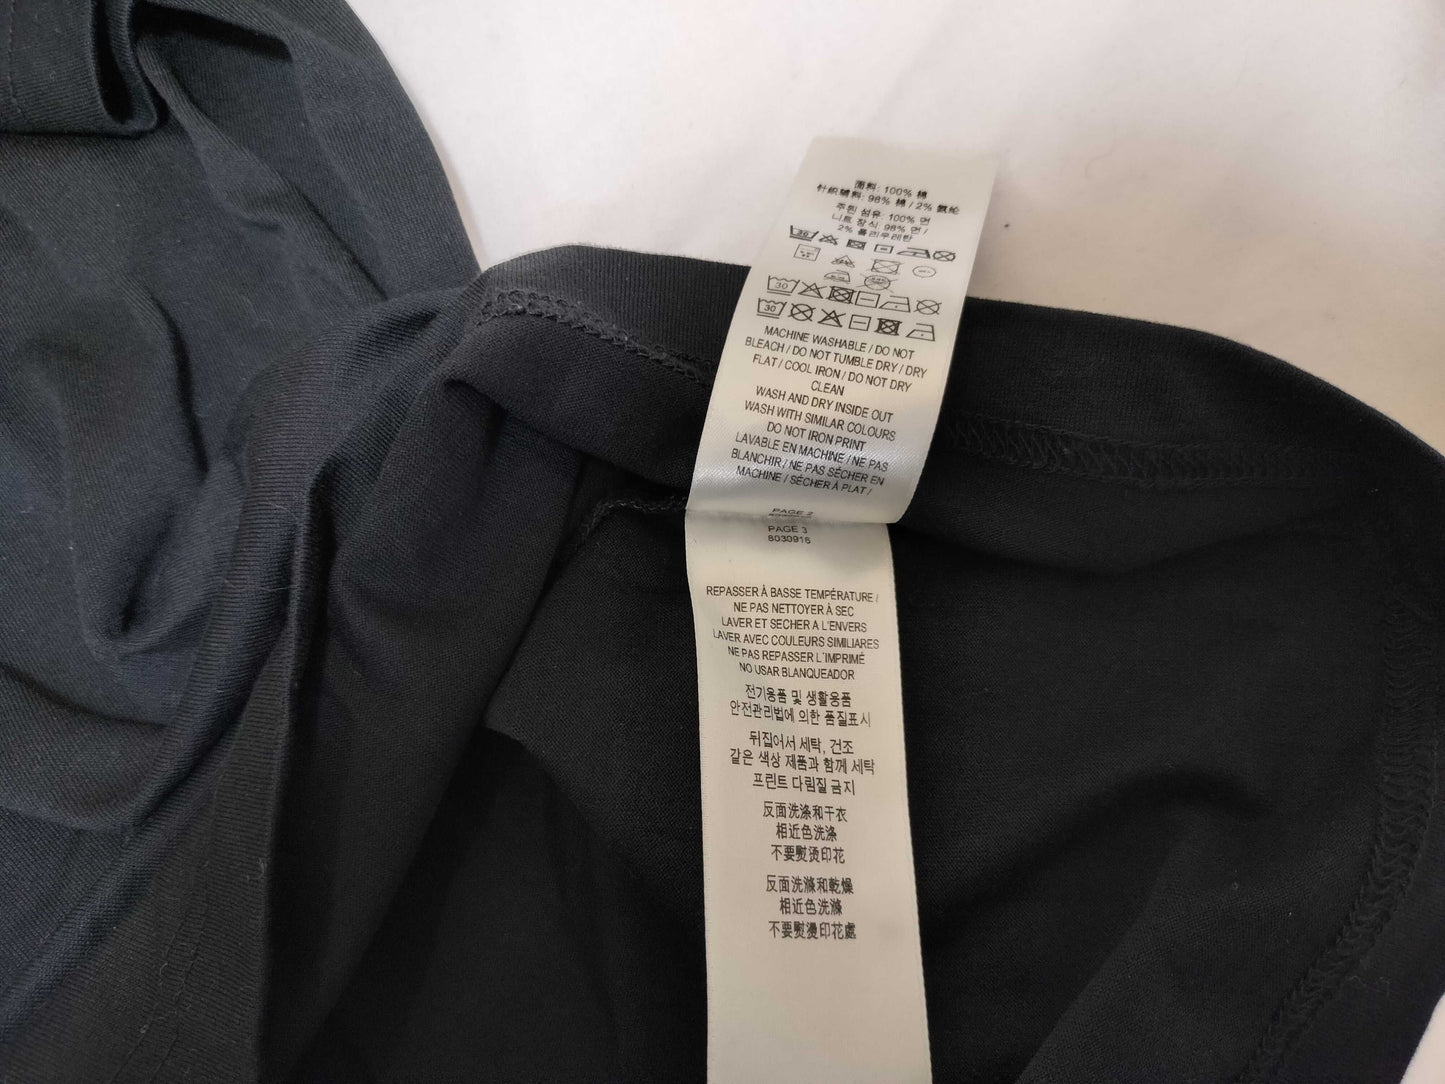 面料: 100% 棉
针织辅料: 98% 棉 / 2% 氨纶
주된 섬유: 100% 면
니트 장식: 98% 면 /
2% 폴리우레탄
30
30
30
MACHINE WASHABLE / DO NOT
BLEACH / DO NOT TUMBLE DRY / DRY
FLAT / COOL IRON / DO NOT DRY
CLEAN
WASH AND DRY INSIDE OUT
WASH WITH SIMILAR COLOURS
DO NOT IRON PRINT
LAVABLE EN MACHINE / NE PAS
BLANCHIR / NE PAS SÉCHER EN
MACHINE / SÉCHER À PLAT /
PAGE 2
PAGE 3
8030916
REPASSER À BASSE TEMPÉRATURE /
NE PAS NETTOYER À SEC
LAVER ET SECHER A L'ENVERS
LAVER AVEC COULEURS SIMILIARES
NE PAS REPASSER L'IMPRIMÉ
NO USAR BLANQUEADOR
전기용품 및 생활용품
안전관리법에 의한 품질표시
뒤집어서 세탁, 건조
같은 색상 제품과 함께 세탁
프린트 다림질 금지
反面洗涤和干衣
相近色洗涤
不要熨烫印花
反面洗滌和乾燥
相近色洗滌
不要熨燙印花處